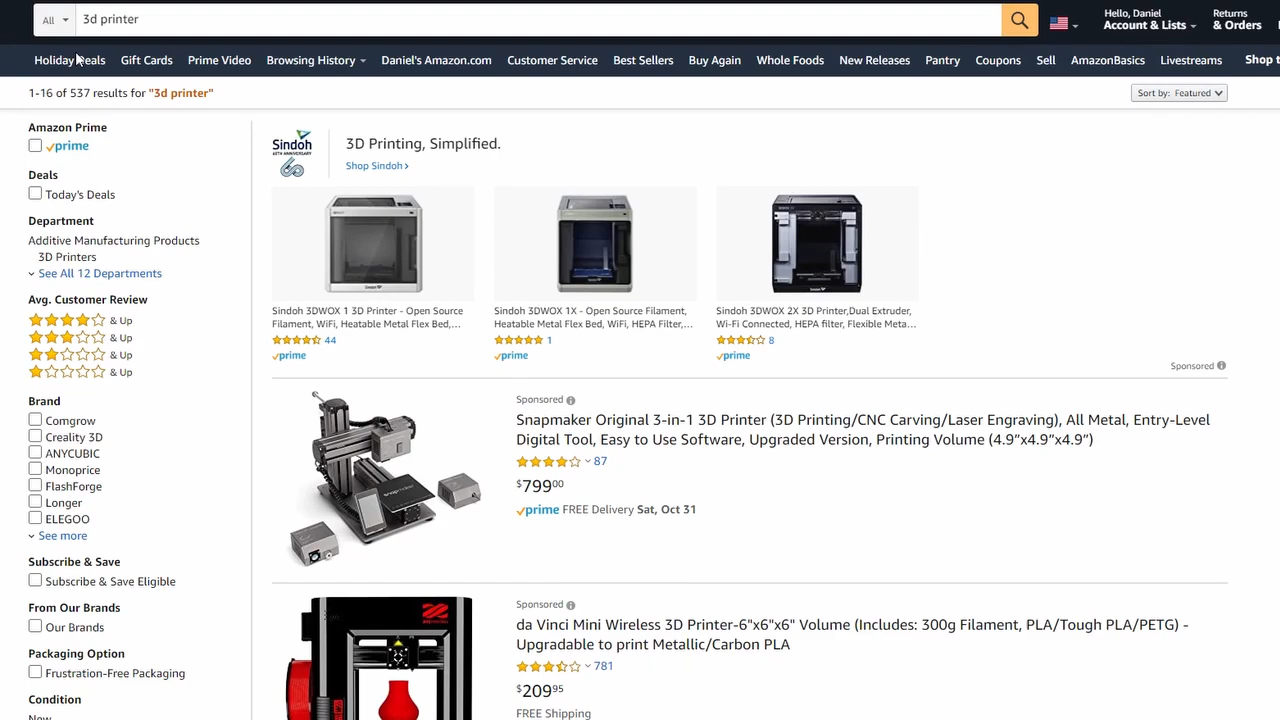 All
3d printer
Hello, Daniel
Account & Lists
Returns
& Orders
Holiday Deals
Gift Cards
Prime Video
Browsing History
Daniel's Amazon.com
Customer Service
Best Sellers
Buy Again
Whole Foods
New Releases
Pantry
Coupons
Sell
AmazonBasics
Livestreams
Shop t
1-16 of 537 results for "3d printer"
Sort by: Featured
Amazon Prime
prime
Deals
Today's Deals
Department
Additive Manufacturing Products
3D Printers
See All 12 Departments
Avg. Customer Review
& Up
& Up
& Up
& Up
Brand
Comgrow
Creality 3D
ANYCUBIC
Monoprice
FlashForge
Longer
ELEGOO
See more
Subscribe & Save
Subscribe & Save Eligible
From Our Brands
Our Brands
Packaging Option
Frustration-Free Packaging
Condition
New
Sindoh
60TH ANNIVERSARY
3D Printing, Simplified.
Shop Sindoh ›
Sindoh 3DWOX 1 3D Printer - Open Source
Filament, WiFi, Heatable Metal Flex Bed,...
44
prime
Sindoh 3DWOX 1X - Open Source Filament,
Heatable Metal Flex Bed, WiFi, HEPA Filter,...
1
prime
Sindoh 3DWOX 2X 3D Printer,Dual Extruder,
Wi-Fi Connected, HEPA filter, Flexible Meta...
8
prime
Sponsored
Sponsored
Snapmaker Original 3-in-1 3D Printer (3D Printing/CNC Carving/Laser Engraving), All Metal, Entry-Level
Digital Tool, Easy to Use Software, Upgraded Version, Printing Volume (4.9”x4.9”x4.9”)
87
$79900
prime FREE Delivery Sat, Oct 31
snapmaker
Sponsored
da Vinci Mini Wireless 3D Printer-6"x6"x6" Volume (Includes: 300g Filament, PLA/Tough PLA/PETG) -
Upgradable to print Metallic/Carbon PLA
781
$20995
FREE Shipping